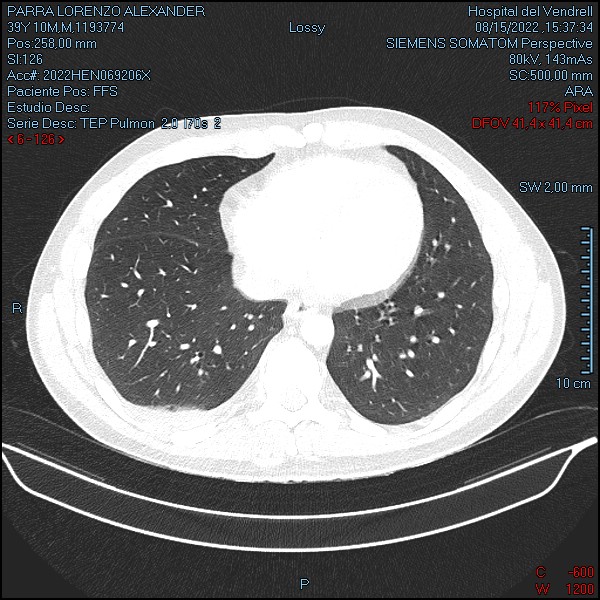 PARRA LORENZO ALEXANDER
39Y 10M,M,1193774
Pos:258,00 mm
SI:126
Acc#: 2022HEN069206X
Paciente Pos: FFS
Estudio Desc:
Serie Desc: TEP Pulmon 2.0 I70s 2
< 6 - 126 >
Lossy
Hospital del Vendrell
08/15/2022 ,15:37:34
SIEMENS SOMATOM Perspective
80kV, 143mAs
SC:500,00 mm
ARA
117% Pixel
DFOV 41,4 x 41,4 cm
SW 2,00 mm
R
10 cm
P
C -600
W 1200